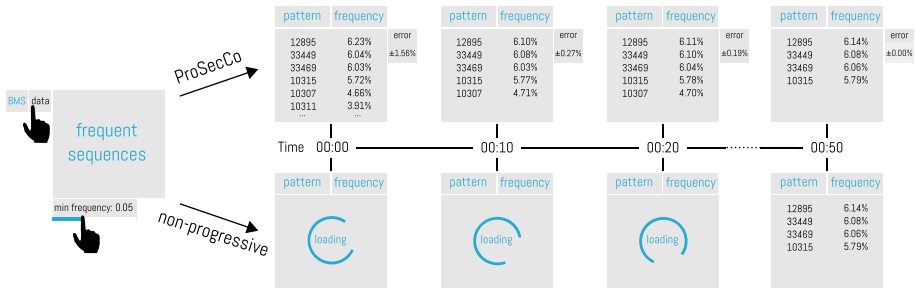 pattern frequency
12895 6.23%
33449 6.04%
33469 6.03%
10315 5.72%
10307 4.66%
10311 3.91%
... ...
error
±1.56%
pattern frequency
12895 6.10%
33449 6.08%
33469 6.03%
10315 5.77%
10307 4.71%
error
±0.27%
pattern frequency
12895 6.11%
33449 6.10%
33469 6.04%
10315 5.78%
10307 4.70%
error
±0.19%
pattern frequency
12895 6.14%
33449 6.08%
33469 6.06%
10315 5.79%
error
±0.00%
ProSecCo
BMS data
frequent
sequences
min frequency: 0.05
non-progressive
Time 00:00 00:10 00:20 00:50
pattern frequency
loading
pattern frequency
loading
pattern frequency
loading
pattern frequency
12895 6.14%
33449 6.08%
33469 6.06%
10315 5.79%